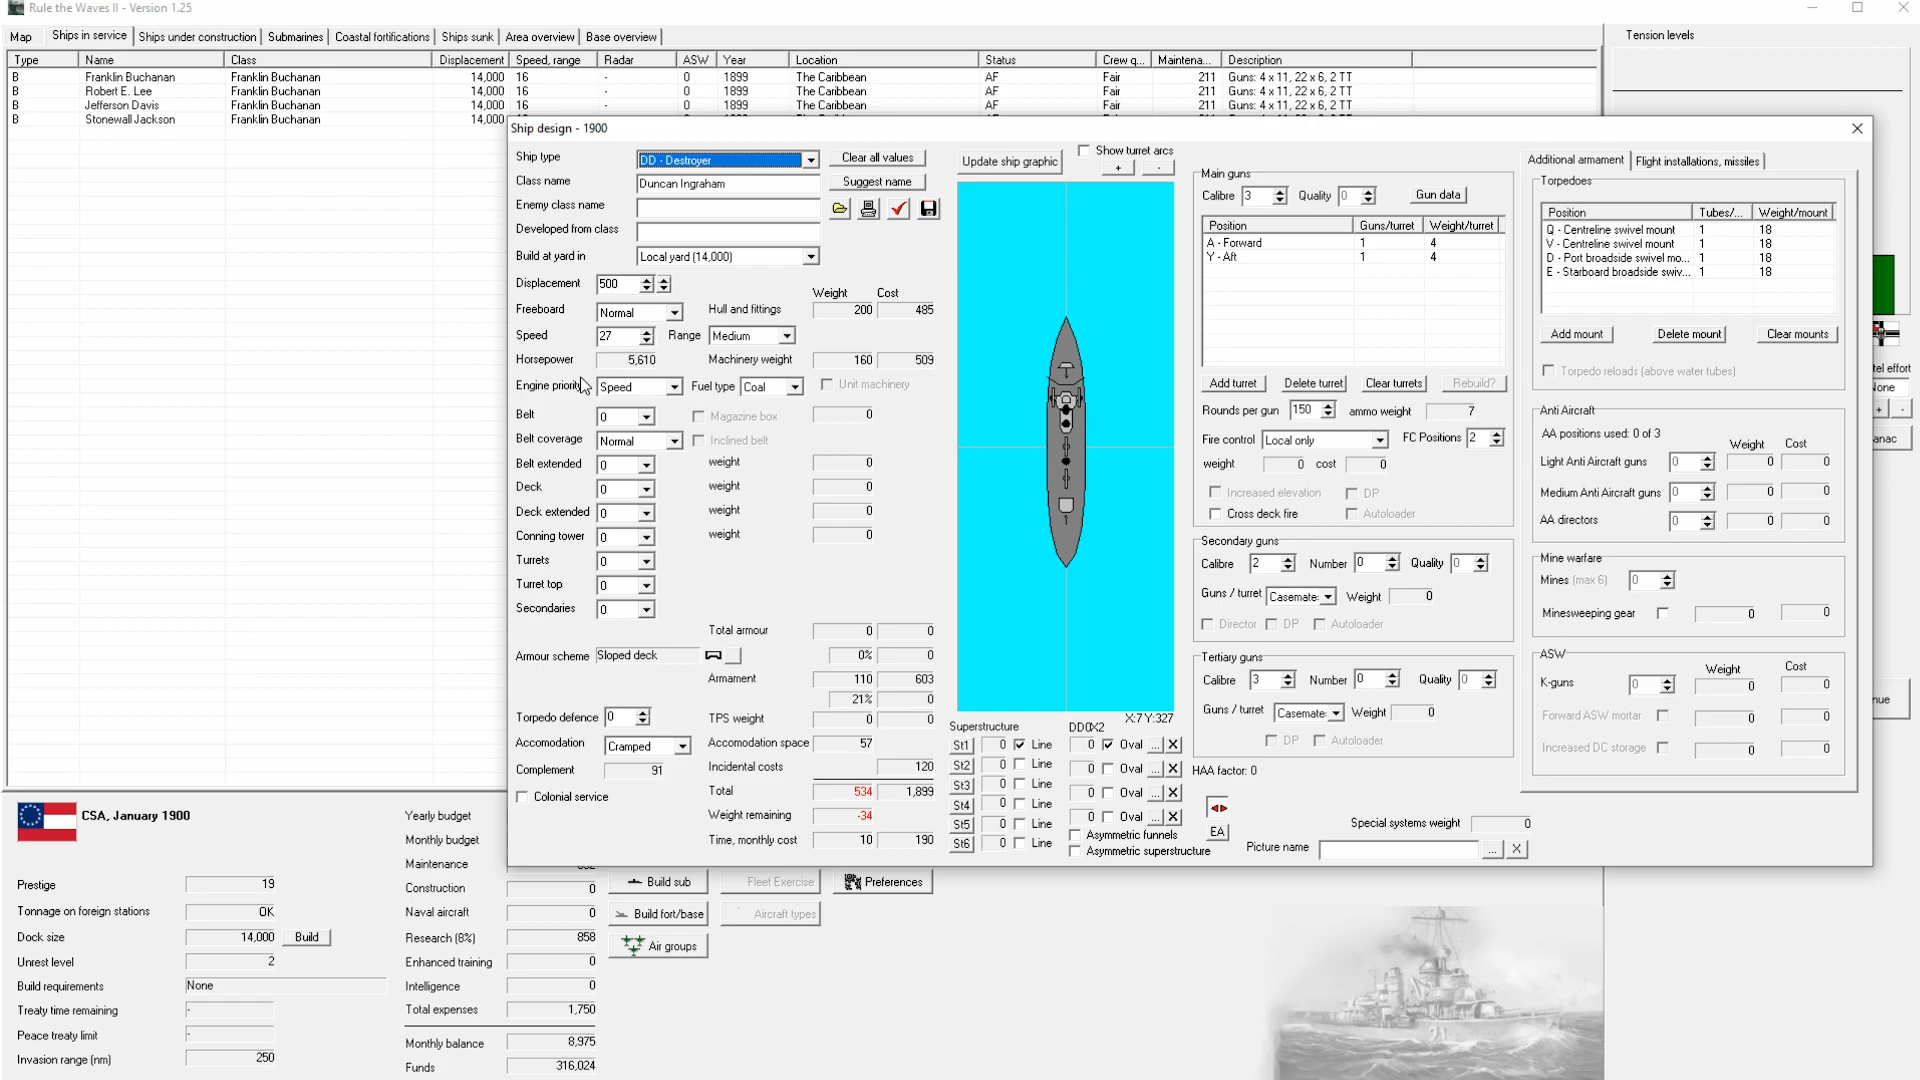 Rule the Waves II - Version 1.25
Map Ships in service Ships under construction Submarines Coastal fortifications Ships sunk Area overview Base overview
Tension levels
Type Name Class Displacement Speed, range Radar ASW Year Location Status Crew q... Maintena... Description
B Franklin Buchanan Franklin Buchanan 14,000 16 - 0 1899 The Caribbean AF Fair 211 Guns: 4 x 11, 22 x 6, 2 TT
B Robert E. Lee Franklin Buchanan 14,000 16 - 0 1899 The Caribbean AF Fair 211 Guns: 4 x 11, 22 x 6, 2 TT
B Jefferson Davis Franklin Buchanan 14,000 16 - 0 1899 The Caribbean AF Fair 211 Guns: 4 x 11, 22 x 6, 2 TT
B Stonewall Jackson Franklin Buchanan 14,000
Ship design - 1900
Ship type DD - Destroyer Clear all values
Class name Duncan Ingraham Suggest name
Enemy class name
Developed from class
Build at yard in Local yard (14,000)
Displacement 500
Weight Cost
Freeboard Normal Hull and fittings 200 485
Speed 27 Range Medium
Horsepower 5,610 Machinery weight 160 509
Engine priority Speed Fuel type Coal Unit machinery
Belt 0 Magazine box 0
Belt coverage Normal Inclined belt
Belt extended 0 weight 0
Deck 0 weight 0
Deck extended 0 weight 0
Conning tower 0 weight 0
Turrets 0
Turret top 0
Secondaries 0
Total armour 0 0
Armour scheme Sloped deck 0% 0
Armament 110 603
21% 0
Torpedo defence 0 TPS weight 0 0
Accomodation Cramped Accomodation space 57
Complement 91 Incidental costs 120
Colonial service
Total 534 1,899
Weight remaining -34
Time, monthly cost 10 190
Update ship graphic Show turret arcs
+ -
X:7 Y:327
Superstructure DD0X2
St1 0 Line 0 Oval ... X
St2 0 Line 0 Oval ... X
St3 0 Line 0 Oval ... X
St4 0 Line 0 Oval ... X
St5 0 Line Asymmetric funnels
St6 0 Line Asymmetric superstructure
Main guns
Calibre 3 Quality 0 Gun data
Position Guns/turret Weight/turret
A - Forward 1 4
Y - Aft 1 4
Add turret Delete turret Clear turrets Rebuild?
Rounds per gun 150 ammo weight 7
Fire control Local only FC Positions 2
weight 0 cost 0
Increased elevation DP
Cross deck fire Autoloader
Secondary guns
Calibre 2 Number 0 Quality 0
Guns / turret Casemate: Weight 0
Director DP Autoloader
Tertiary guns
Calibre 3 Number 0 Quality 0
Guns / turret Casemate: Weight 0
DP Autoloader
HAA factor: 0
EA
Special systems weight 0
Picture name ... X
Additional armament Flight installations, missiles
Torpedoes
Position Tubes/... Weight/mount
Q - Centreline swivel mount 1 18
V - Centreline swivel mount 1 18
D - Port broadside swivel mo... 1 18
E - Starboard broadside swiv... 1 18
Add mount Delete mount Clear mounts
Torpedo reloads (above water tubes)
Anti Aircraft
AA positions used: 0 of 3
Weight Cost
Light Anti Aircraft guns 0 0 0
Medium Anti Aircraft guns 0 0 0
AA directors 0 0 0
Mine warfare
Mines (max 6) 0
Minesweeping gear 0 0
ASW
Weight Cost
K-guns 0 0 0
Forward ASW mortar 0 0
Increased DC storage 0 0
tel effort
None
+ -
anac
nue
CSA, January 1900
Prestige 19
Tonnage on foreign stations OK
Dock size 14,000 Build
Unrest level 2
Build requirements None
Treaty time remaining -
Peace treaty limit -
Invasion range (nm) 250
Yearly budget
Monthly budget
Maintenance
Construction 0
Naval aircraft 0
Research (8%) 858
Enhanced training 0
Intelligence 0
Total expenses 1,750
Monthly balance 8,975
Funds 316,024
Build sub Fleet Exercise Preferences
Build fort/base Aircraft types
Air groups